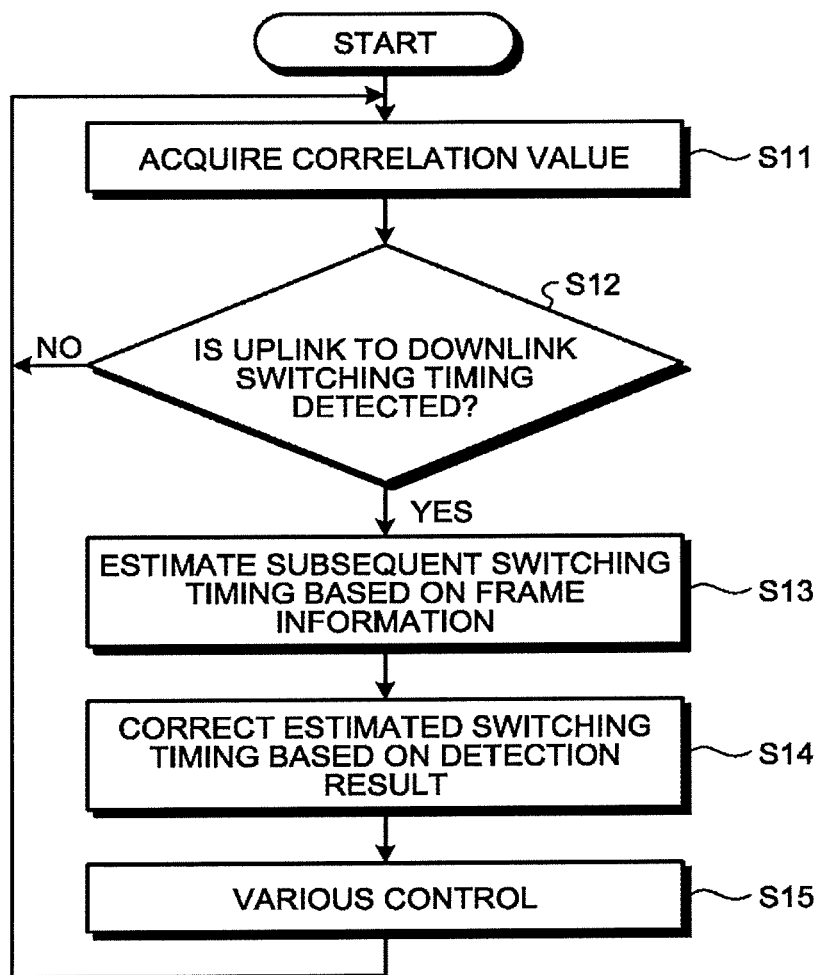 START
ACQUIRE CORRELATION VALUE
S11
S12
IS UPLINK TO DOWNLINK
SWITCHING TIMING
DETECTED?
NO
YES
ESTIMATE SUBSEQUENT SWITCHING
TIMING BASED ON FRAME
INFORMATION
S13
CORRECT ESTIMATED SWITCHING
TIMING BASED ON DETECTION
RESULT
S14
VARIOUS CONTROL
S15